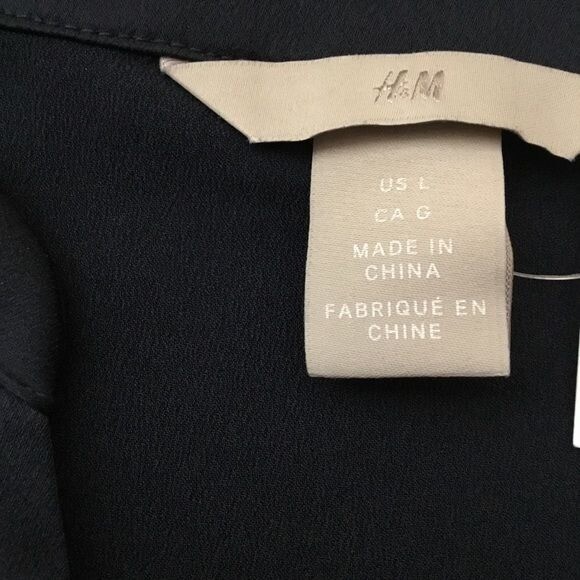 H&M
US L
CA G
MADE IN
CHINA
FABRIQUÉ EN
CHINE